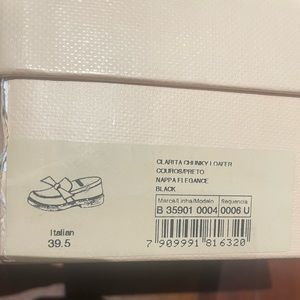 CLARITA CHUNKY LOAFER
COUROS/PRETO
NAPPA ELEGANCE
BLACK
Marca/Linha/Modelo Sequencia
B 35901 0004 0006 U
Italian
39.5
7 909991 816320